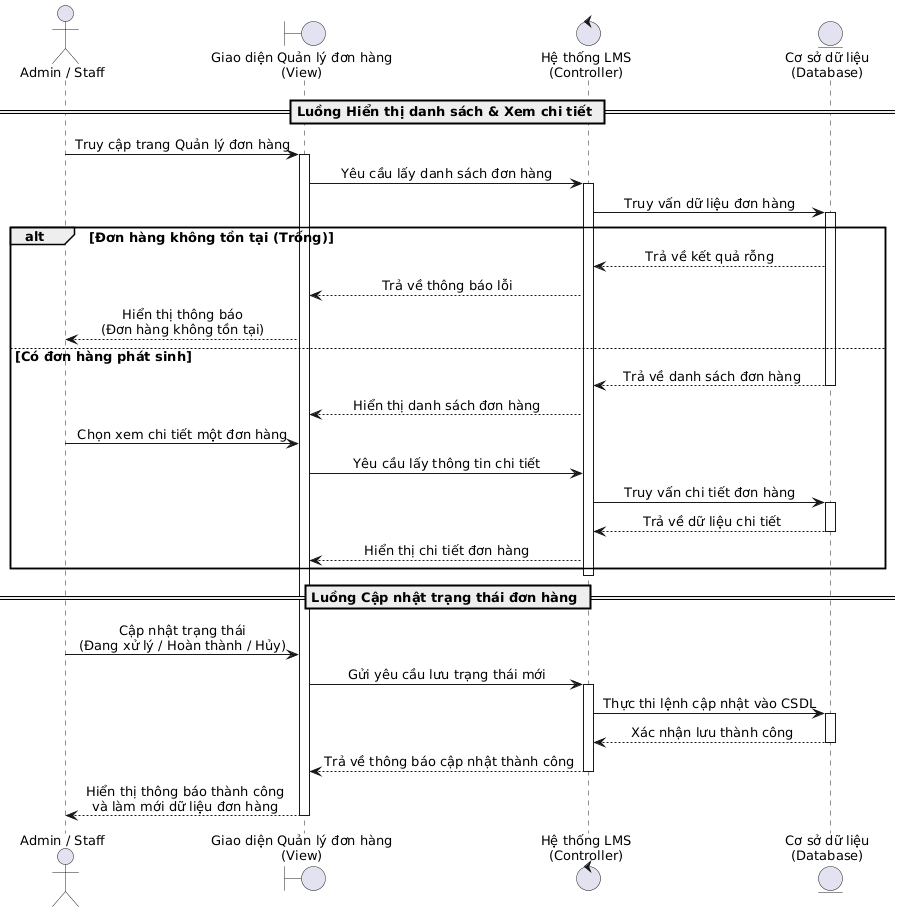 Admin / Staff
Giao diện Quản lý đơn hàng
(View)
Hệ thống LMS
(Controller)
Cơ sở dữ liệu
(Database)
Luồng Hiển thị danh sách & Xem chi tiết
Truy cập trang Quản lý đơn hàng
Yêu cầu lấy danh sách đơn hàng
Truy vấn dữ liệu đơn hàng
alt
[Đơn hàng không tồn tại (Trống)]
Trả về kết quả rỗng
Trả về thông báo lỗi
Hiển thị thông báo
(Đơn hàng không tồn tại)
[Có đơn hàng phát sinh]
Trả về danh sách đơn hàng
Hiển thị danh sách đơn hàng
Chọn xem chi tiết một đơn hàng
Yêu cầu lấy thông tin chi tiết
Truy vấn chi tiết đơn hàng
Trả về dữ liệu chi tiết
Hiển thị chi tiết đơn hàng
Luồng Cập nhật trạng thái đơn hàng
Cập nhật trạng thái
(Đang xử lý / Hoàn thành / Hủy)
Gửi yêu cầu lưu trạng thái mới
Thực thi lệnh cập nhật vào CSDL
Xác nhận lưu thành công
Trả về thông báo cập nhật thành công
Hiển thị thông báo thành công
và làm mới dữ liệu đơn hàng
Admin / Staff
Giao diện Quản lý đơn hàng
(View)
Hệ thống LMS
(Controller)
Cơ sở dữ liệu
(Database)